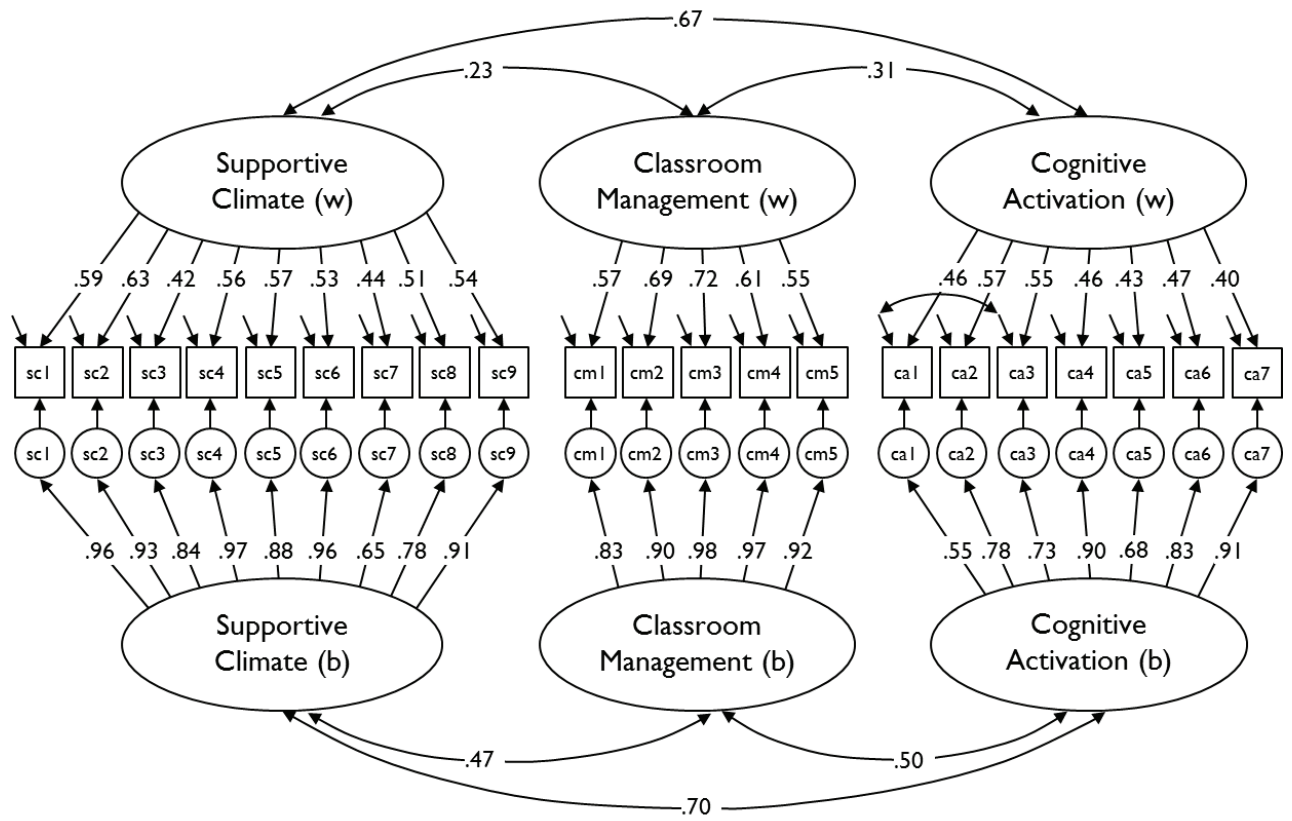 .67
.23 .31
Supportive
Climate (w)
Classroom
Management (w)
Cognitive
Activation (w)
.59 .63 .42 .56 .57 .53 .44 .51 .54 .57 .69 .72 .61 .55 .46 .57 .55 .46 .43 .47 .40
sc1 sc2 sc3 sc4 sc5 sc6 sc7 sc8 sc9 cm1 cm2 cm3 cm4 cm5 ca1 ca2 ca3 ca4 ca5 ca6 ca7
sc1 sc2 sc3 sc4 sc5 sc6 sc7 sc8 sc9 cm1 cm2 cm3 cm4 cm5 ca1 ca2 ca3 ca4 ca5 ca6 ca7
.96 .93 .84 .97 .88 .96 .65 .78 .91 .83 .90 .98 .97 .92 .55 .78 .73 .90 .68 .83 .91
Supportive
Climate (b)
Classroom
Management (b)
Cognitive
Activation (b)
.47 .50
.70